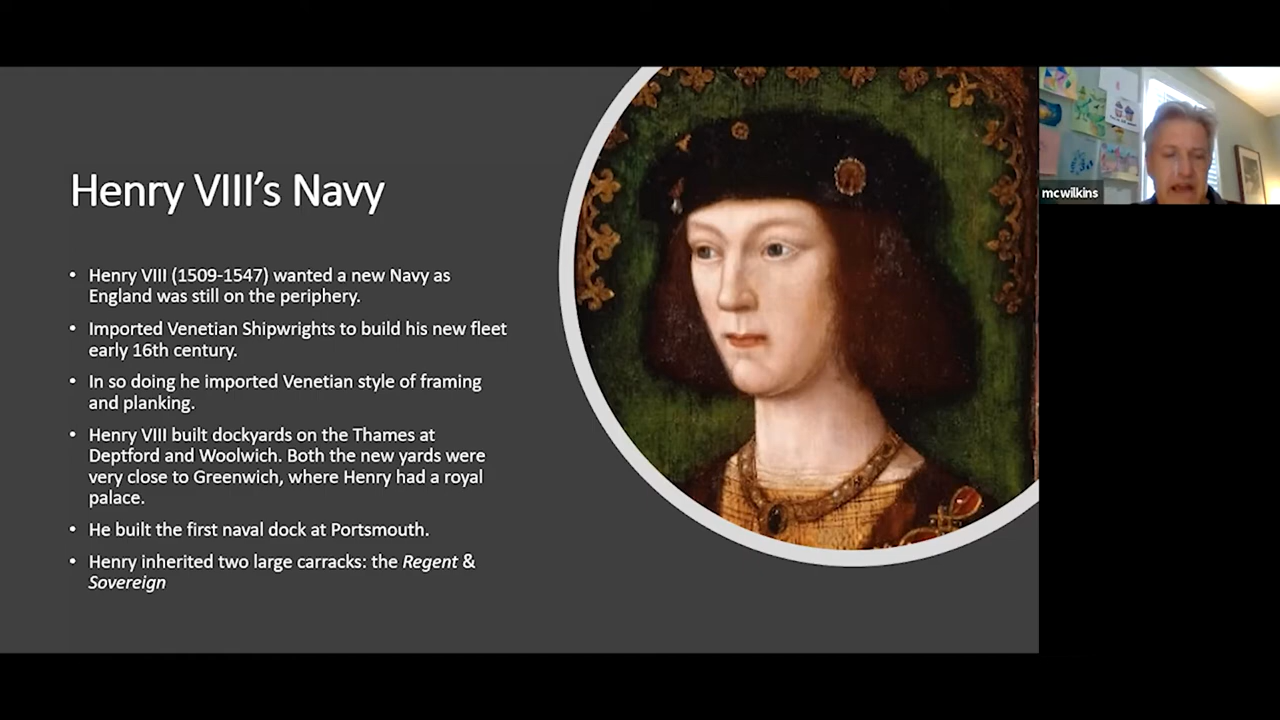 Henry VIII's Navy
• Henry VIII (1509-1547) wanted a new Navy as
England was still on the periphery.
• Imported Venetian Shipwrights to build his new fleet
early 16th century.
• In so doing he imported Venetian style of framing
and planking.
• Henry VIII built dockyards on the Thames at
Deptford and Woolwich. Both the new yards were
very close to Greenwich, where Henry had a royal
palace.
• He built the first naval dock at Portsmouth.
• Henry inherited two large carracks: the Regent &
Sovereign
mcwilkins